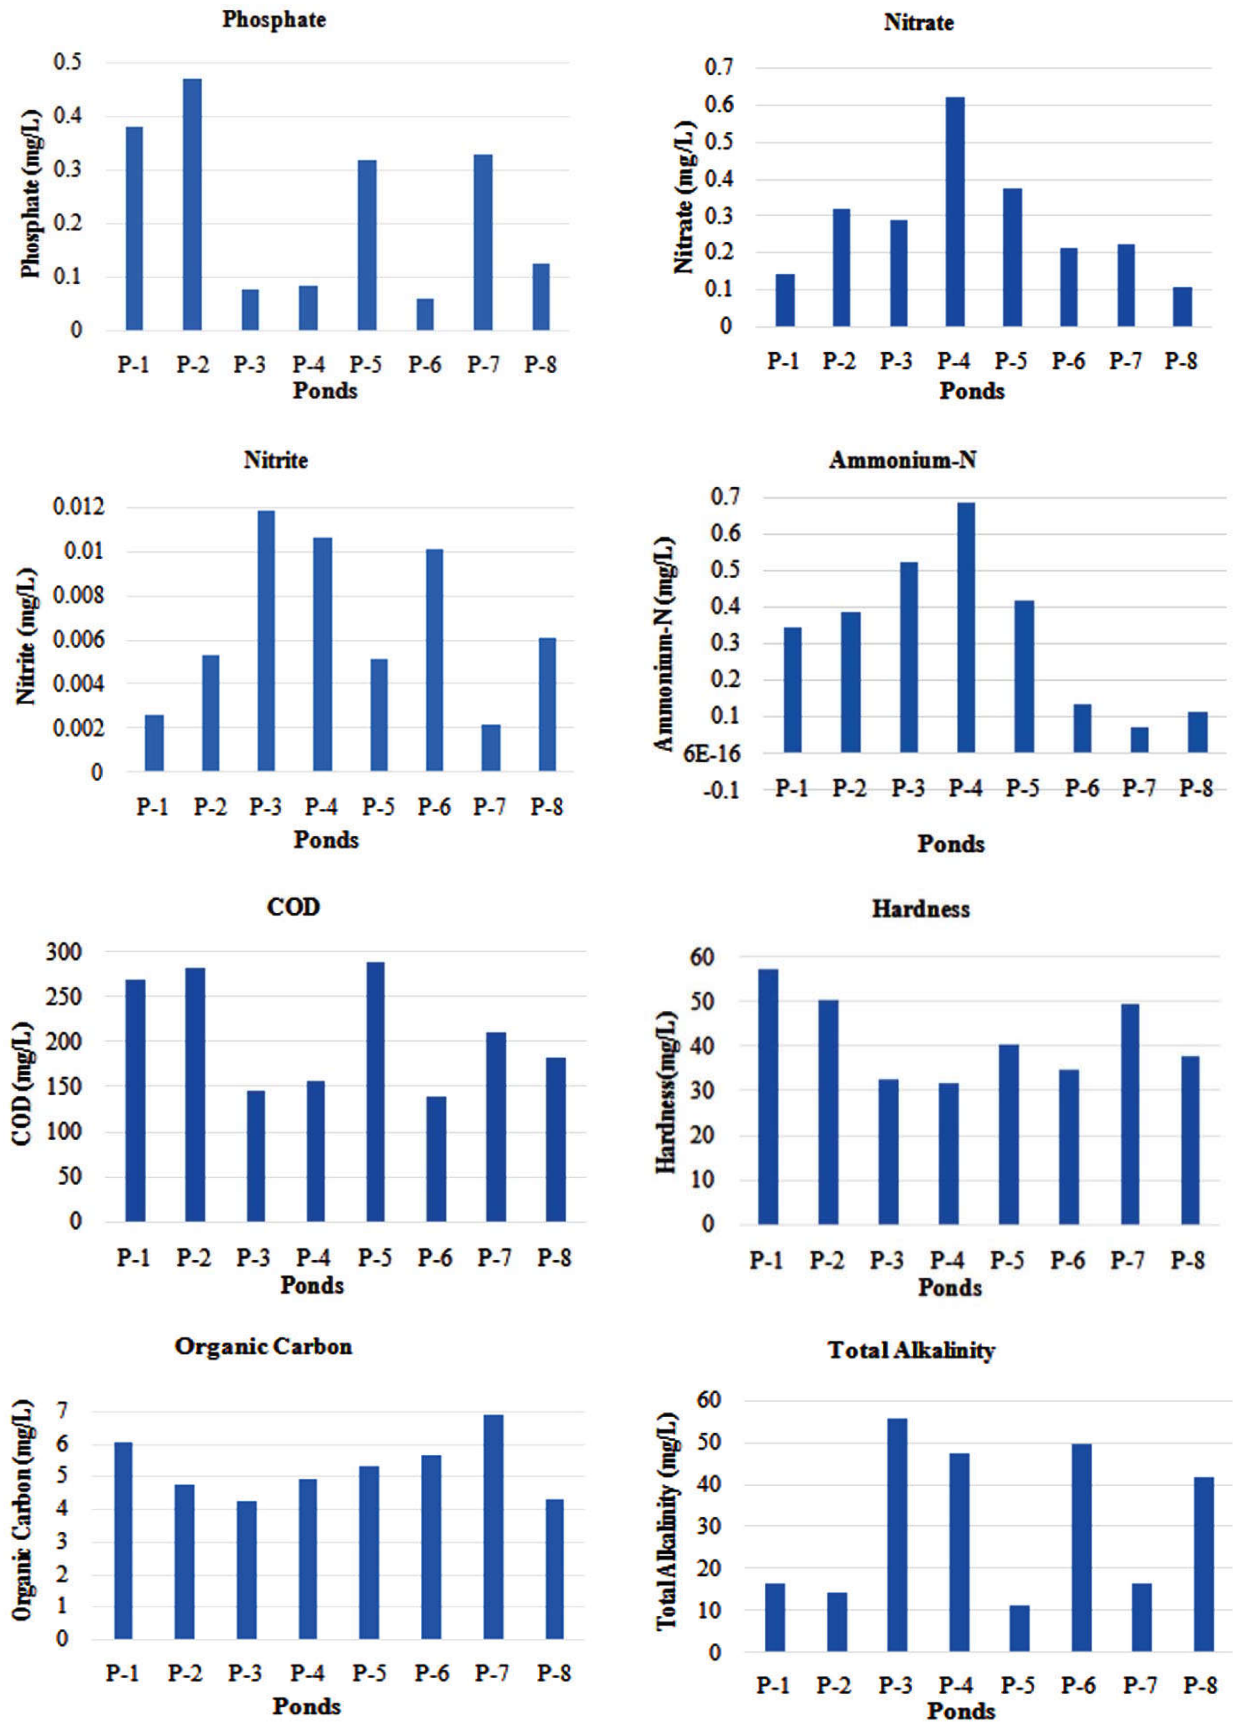 Phosphate
Phosphate (mg/L)
0.5
0.4
0.3
0.2
0.1
0
P-1 P-2 P-3 P-4 P-5 P-6 P-7 P-8
Ponds
Nitrate
Nitrate (mg/L)
0.7
0.6
0.5
0.4
0.3
0.2
0.1
0
P-1 P-2 P-3 P-4 P-5 P-6 P-7 P-8
Ponds
Nitrite
Nitrite (mg/L)
0.012
0.01
0.008
0.006
0.004
0.002
0
P-1 P-2 P-3 P-4 P-5 P-6 P-7 P-8
Ponds
Ammonium-N
Ammonium-N (mg/L)
0.7
0.6
0.5
0.4
0.3
0.2
0.1
6E-16
-0.1
P-1 P-2 P-3 P-4 P-5 P-6 P-7 P-8
Ponds
COD
COD (mg/L)
300
250
200
150
100
50
0
P-1 P-2 P-3 P-4 P-5 P-6 P-7 P-8
Ponds
Hardness
Hardness(mg/L)
60
50
40
30
20
10
0
P-1 P-2 P-3 P-4 P-5 P-6 P-7 P-8
Ponds
Organic Carbon
Organic Carbon (mg/L)
7
6
5
4
3
2
1
0
P-1 P-2 P-3 P-4 P-5 P-6 P-7 P-8
Ponds
Total Alkalinity
Total Alkalinity (mg/L)
60
50
40
30
20
10
0
P-1 P-2 P-3 P-4 P-5 P-6 P-7 P-8
Ponds